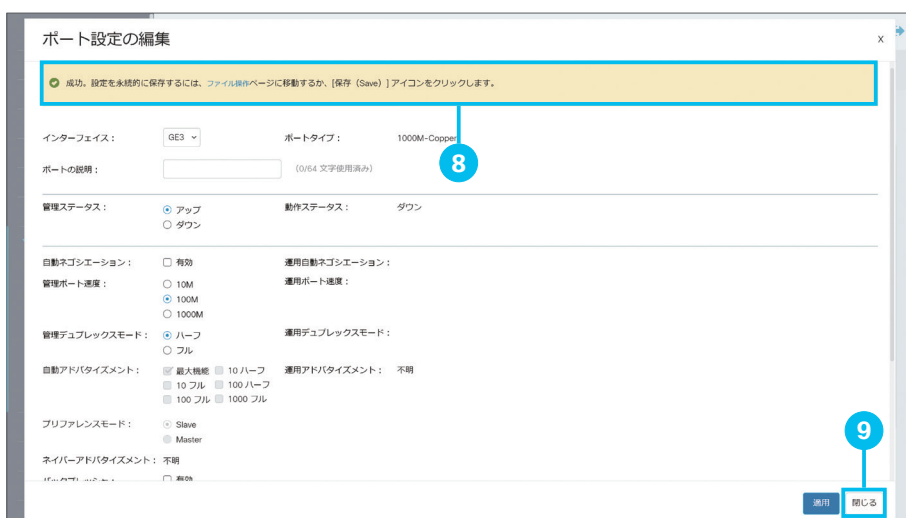 ポート設定の編集
x
成功。設定を永続的に保存するには、ファイル操作ページに移動するか、[保存（Save）] アイコンをクリックします。
8
インターフェイス： GE3 ポートタイプ： 1000M-Copper
ポートの説明： （0/64 文字使用済み）
管理ステータス： アップ 動作ステータス： ダウン
ダウン
自動ネゴシエーション： 有効 運用自動ネゴシエーション：
管理ポート速度： 10M 運用ポート速度：
100M
1000M
管理デュプレックスモード： ハーフ 運用デュプレックスモード：
フル
自動アドバタイズメント： 最大機能 10 ハーフ 運用アドバタイズメント： 不明
10 フル 100 ハーフ
100 フル 1000 フル
プリファレンスモード： Slave
Master
9
ネイバーアドバタイズメント： 不明
適用 閉じる